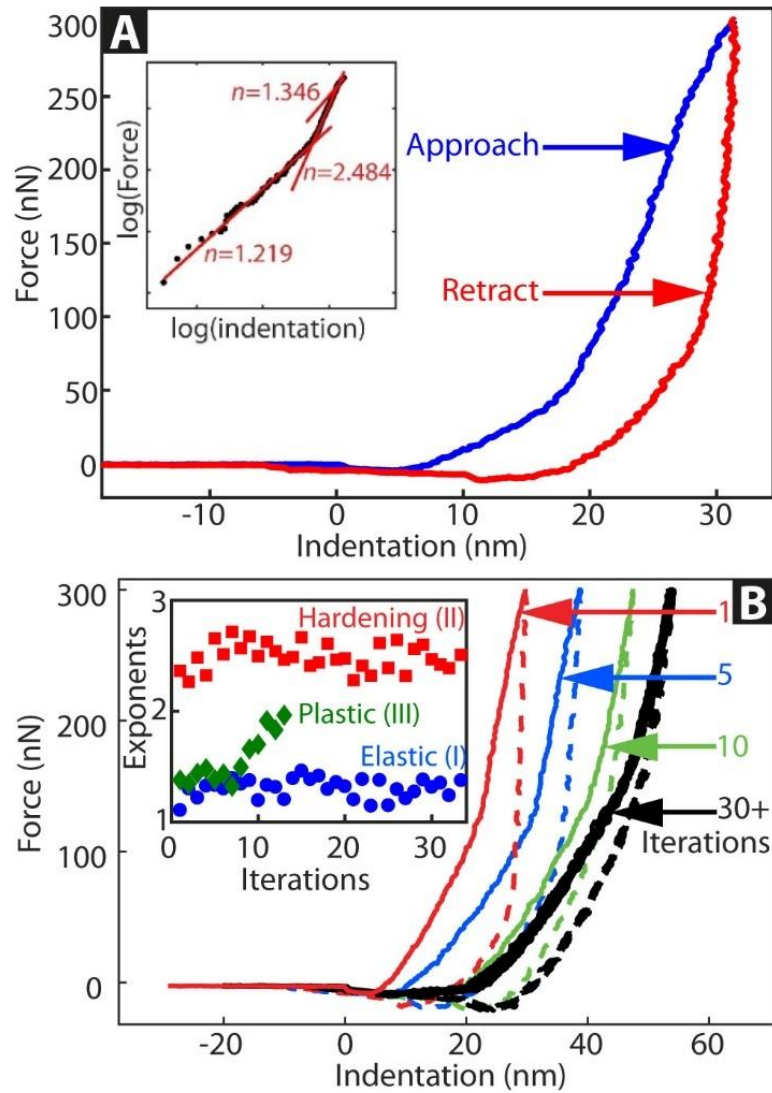 A
300
250
200
150
100
50
0
Force (nN)
n=1.346
n=2.484
n=1.219
log(Force)
log(indentation)
Approach
Retract
-10
0
10
20
30
Indentation (nm)
B
300
200
100
0
Force (nN)
3
2
1
Exponents
Hardening (II)
Plastic (III)
Elastic (I)
0
10
20
30
Iterations
1
5
10
30+
Iterations
-20
0
20
40
60
Indentation (nm)